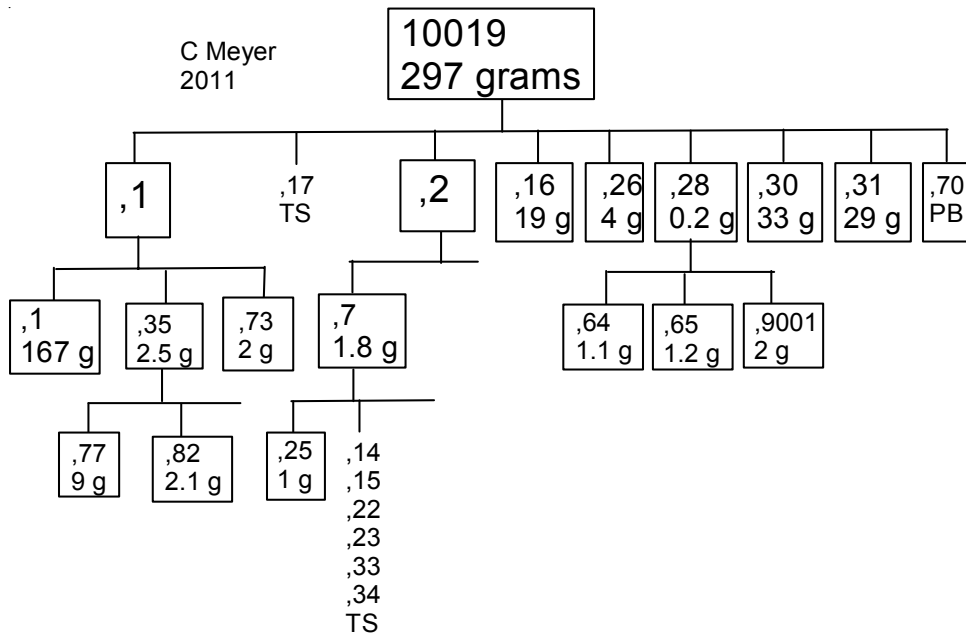 C Meyer
2011
10019
297 grams
,1
,17
TS
,2
,16
19 g
,26
4 g
,28
0.2 g
,30
33 g
,31
29 g
,70
PB
,1
167 g
,35
2.5 g
,73
2 g
,7
1.8 g
,64
1.1 g
,65
1.2 g
,9001
2 g
,77
9 g
,82
2.1 g
,25
1 g
,14
,15
,22
,23
,33
,34
TS